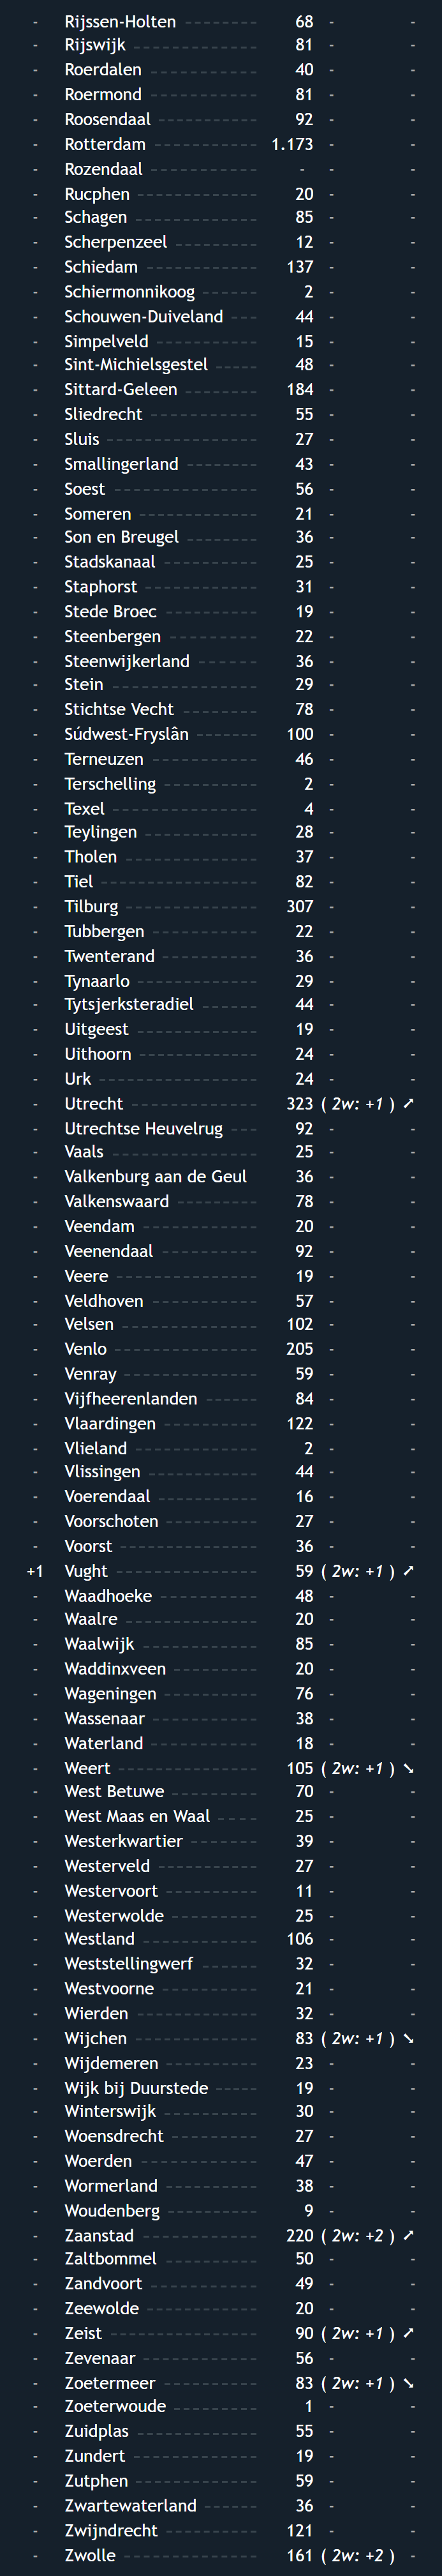 - Rijssen-Holten 68 - -
- Rijswijk 81 - -
- Roerdalen 40 - -
- Roermond 81 - -
- Roosendaal 92 - -
- Rotterdam 1.173 - -
- Rozendaal - - -
- Rucphen 20 - -
- Schagen 85 - -
- Scherpenzeel 12 - -
- Schiedam 137 - -
- Schiermonnikoog 2 - -
- Schouwen-Duiveland 44 - -
- Simpelveld 15 - -
- Sint-Michielsgestel 48 - -
- Sittard-Geleen 184 - -
- Sliedrecht 55 - -
- Sluis 27 - -
- Smallingerland 43 - -
- Soest 56 - -
- Someren 21 - -
- Son en Breugel 36 - -
- Stadskanaal 25 - -
- Staphorst 31 - -
- Stede Broec 19 - -
- Steenbergen 22 - -
- Steenwijkerland 36 - -
- Stein 29 - -
- Stichtse Vecht 78 - -
- Súdwest-Fryslân 100 - -
- Terneuzen 46 - -
- Terschelling 2 - -
- Texel 4 - -
- Teylingen 28 - -
- Tholen 37 - -
- Tiel 82 - -
- Tilburg 307 - -
- Tubbergen 22 - -
- Twenterand 36 - -
- Tynaarlo 29 - -
- Tytsjerksteradiel 44 - -
- Uitgeest 19 - -
- Uithoorn 24 - -
- Urk 24 - -
- Utrecht 323 ( 2w: +1 ) ➚
- Utrechtse Heuvelrug 92 - -
- Vaals 25 - -
- Valkenburg aan de Geul 36 - -
- Valkenswaard 78 - -
- Veendam 20 - -
- Veenendaal 92 - -
- Veere 19 - -
- Veldhoven 57 - -
- Velsen 102 - -
- Venlo 205 - -
- Venray 59 - -
- Vijfheerenlanden 84 - -
- Vlaardingen 122 - -
- Vlieland 2 - -
- Vlissingen 44 - -
- Voerendaal 16 - -
- Voorschoten 27 - -
- Voorst 36 - -
+1 Vught 59 ( 2w: +1 ) ➚
- Waadhoeke 48 - -
- Waalre 20 - -
- Waalwijk 85 - -
- Waddinxveen 20 - -
- Wageningen 76 - -
- Wassenaar 38 - -
- Waterland 18 - -
- Weert 105 ( 2w: +1 ) ➘
- West Betuwe 70 - -
- West Maas en Waal 25 - -
- Westerkwartier 39 - -
- Westerveld 27 - -
- Westervoort 11 - -
- Westerwolde 25 - -
- Westland 106 - -
- Weststellingwerf 32 - -
- Westvoorne 21 - -
- Wierden 32 - -
- Wijchen 83 ( 2w: +1 ) ➘
- Wijdemeren 23 - -
- Wijk bij Duurstede 19 - -
- Winterswijk 30 - -
- Woensdrecht 27 - -
- Woerden 47 - -
- Wormerland 38 - -
- Woudenberg 9 - -
- Zaanstad 220 ( 2w: +2 ) ➚
- Zaltbommel 50 - -
- Zandvoort 49 - -
- Zeewolde 20 - -
- Zeist 90 ( 2w: +1 ) ➚
- Zevenaar 56 - -
- Zoetermeer 83 ( 2w: +1 ) ➘
- Zoeterwoude 1 - -
- Zuidplas 55 - -
- Zundert 19 - -
- Zutphen 59 - -
- Zwartewaterland 36 - -
- Zwijndrecht 121 - -
- Zwolle 161 ( 2w: +2 ) -